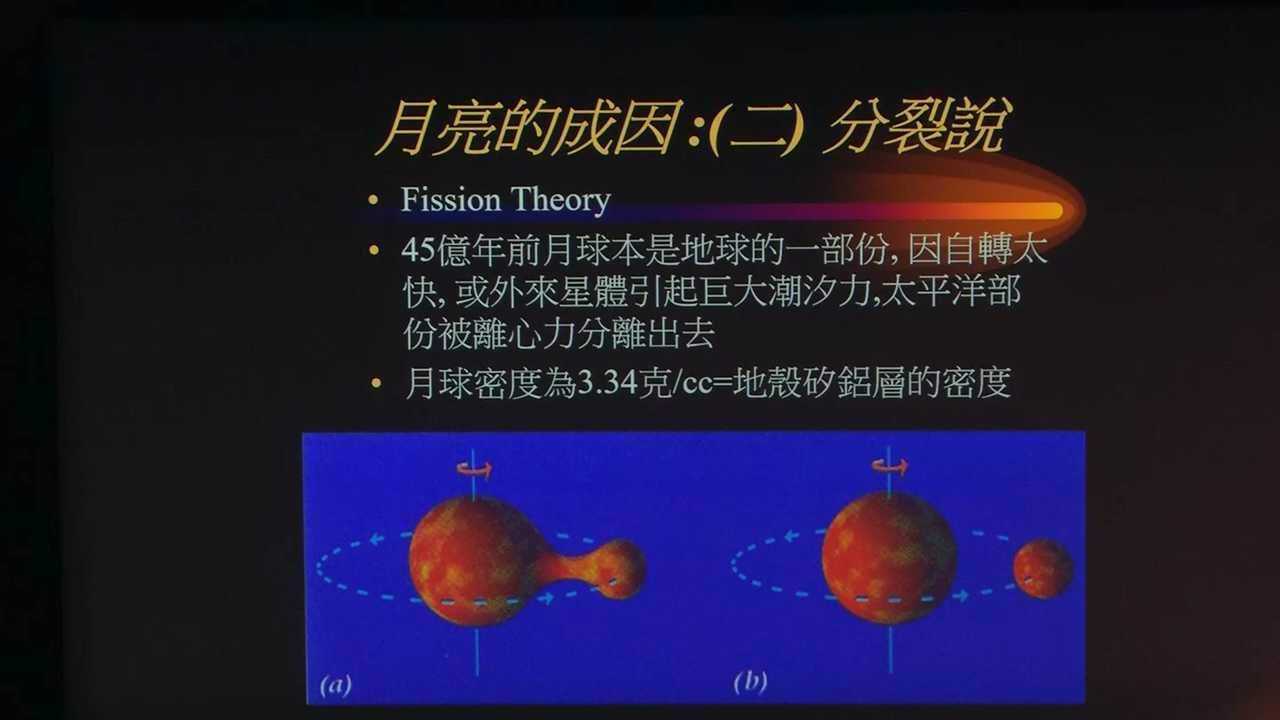 月亮的成因:(二) 分裂說
• Fission Theory
• 45億年前月球本是地球的一部份, 因自轉太
快, 或外來星體引起巨大潮汐力,太平洋部
份被離心力分離出去
• 月球密度為3.34克/cc=地殼矽鋁層的密度
(a)
(b)